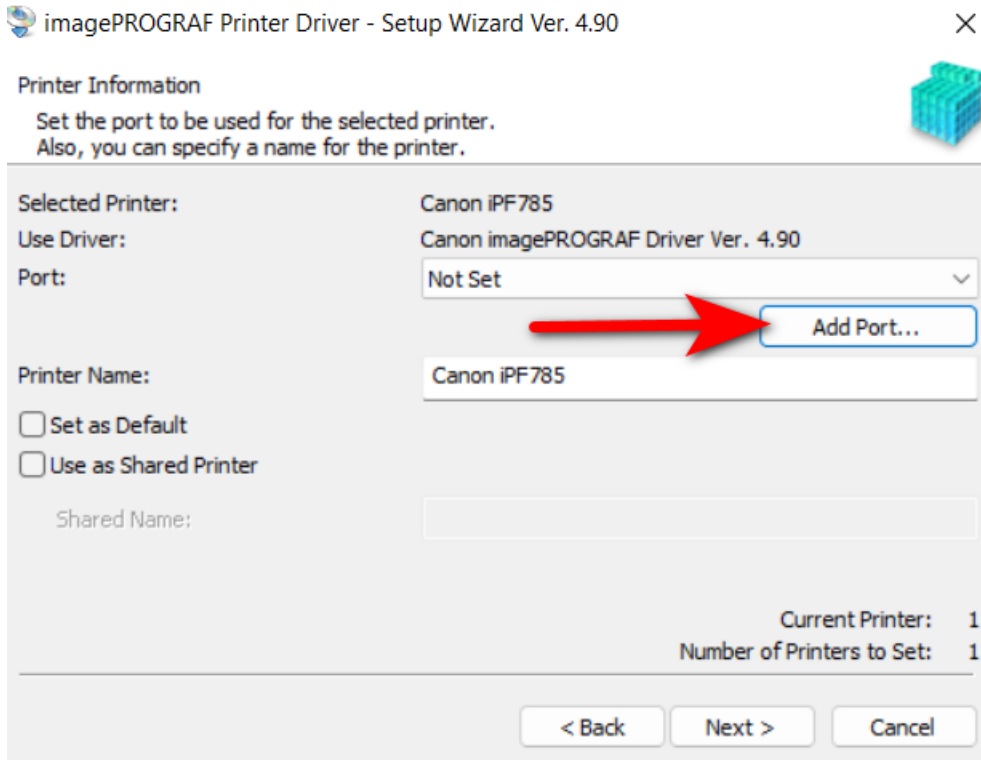 imagePROGRAF Printer Driver - Setup Wizard Ver. 4.90
Printer Information
Set the port to be used for the selected printer.
Also, you can specify a name for the printer.
Selected Printer: Canon iPF785
Use Driver: Canon imagePROGRAF Driver Ver. 4.90
Port: Not Set
Add Port...
Printer Name: Canon iPF785
Set as Default
Use as Shared Printer
Shared Name:
Current Printer: 1
Number of Printers to Set: 1
< Back Next > Cancel